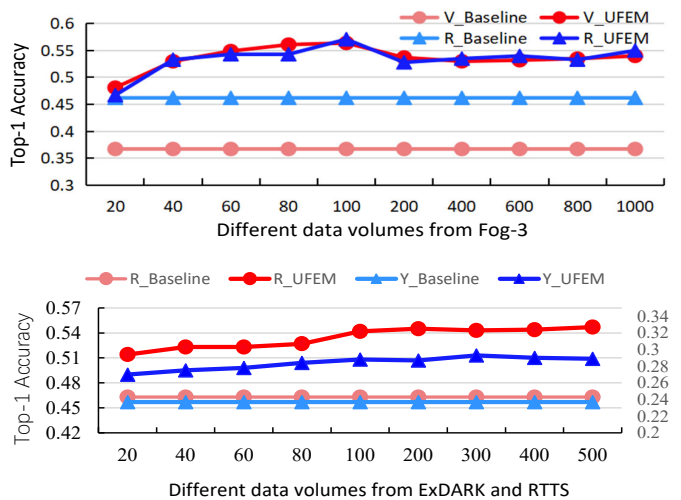 V_Baseline V_UFEM
R_Baseline R_UFEM
Top-1 Accuracy
0.6
0.55
0.5
0.45
0.4
0.35
0.3
20 40 60 80 100 200 400 600 800 1000
Different data volumes from Fog-3
R_Baseline R_UFEM Y_Baseline Y_UFEM
Top-1 Accuracy
0.57
0.54
0.51
0.48
0.45
0.42
0.34
0.32
0.3
0.28
0.26
0.24
0.22
0.2
20 40 60 80 100 200 300 400 500
Different data volumes from ExDARK and RTTS